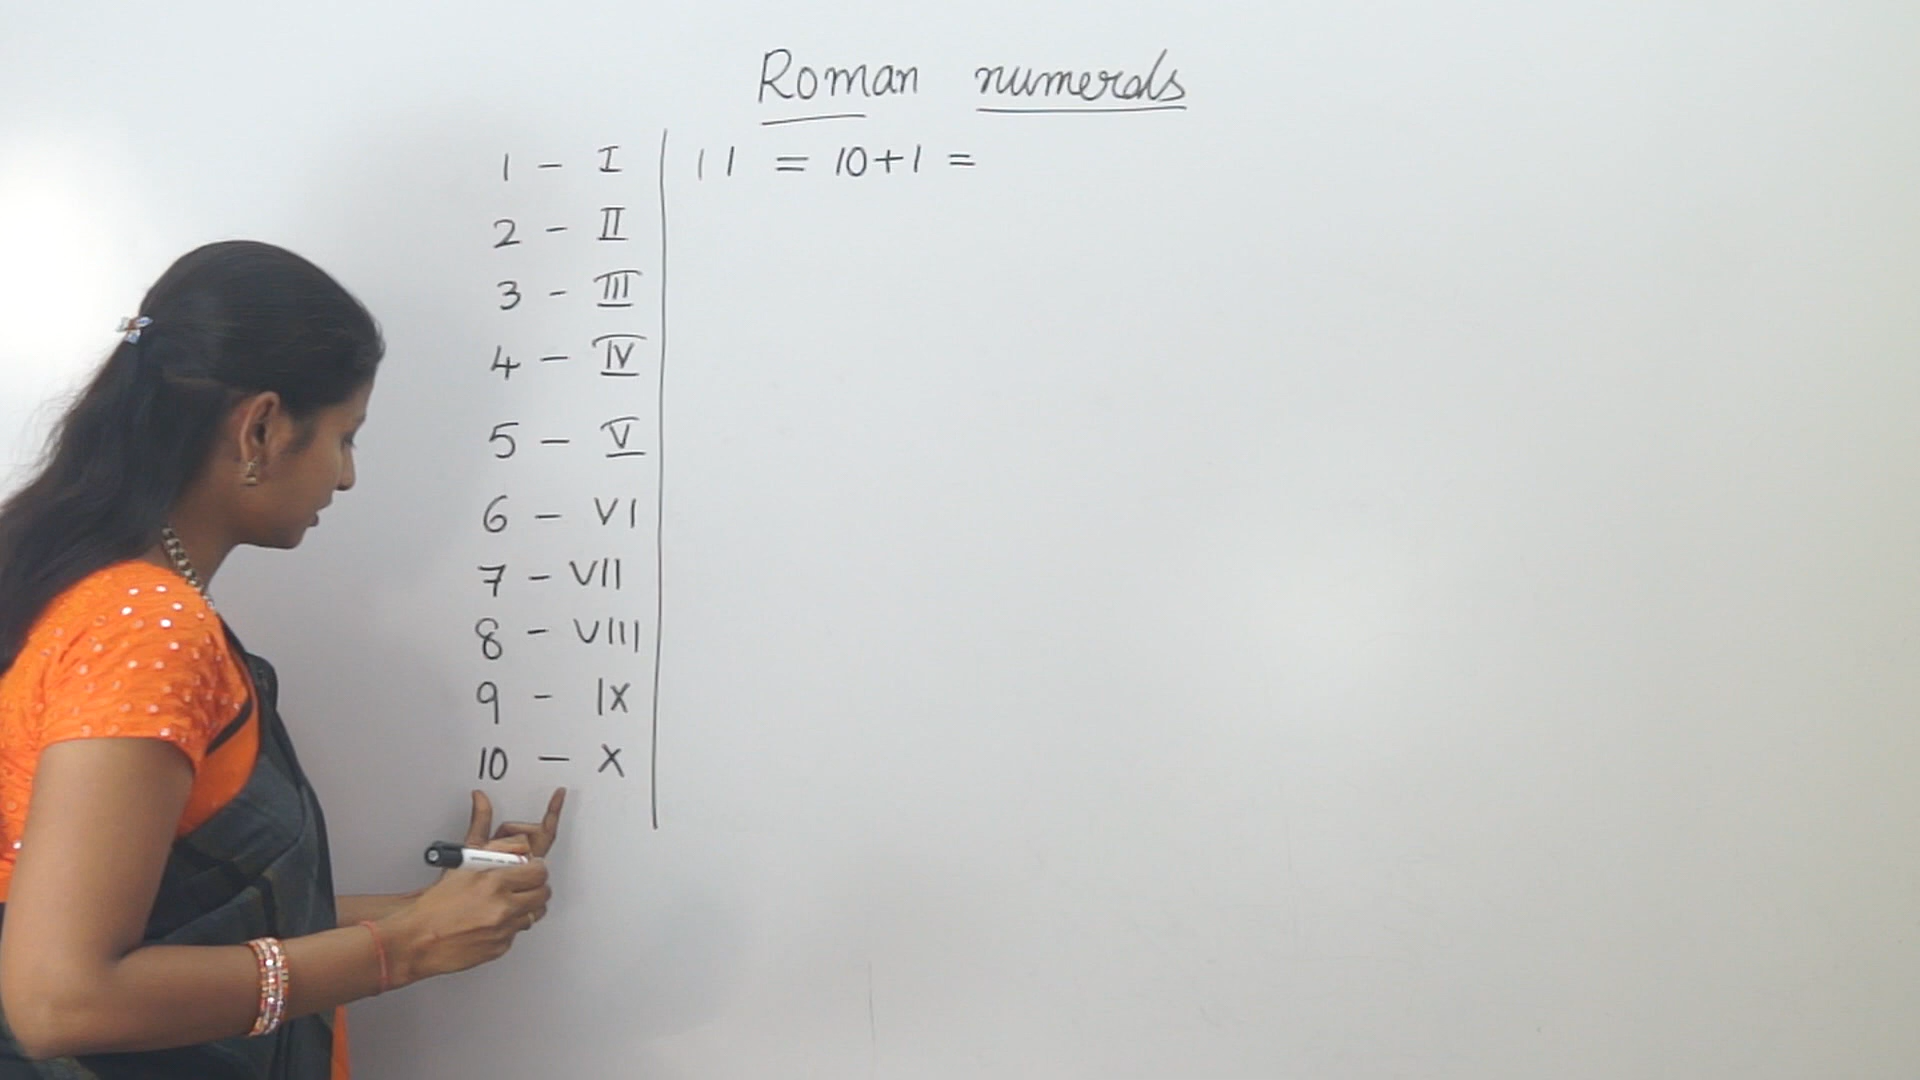 Roman numerals
1 - I
2 - II
3 - III
4 - IV
5 - V
6 - VI
7 - VII
8 - VIII
9 - IX
10 - X
11 = 10+1 =